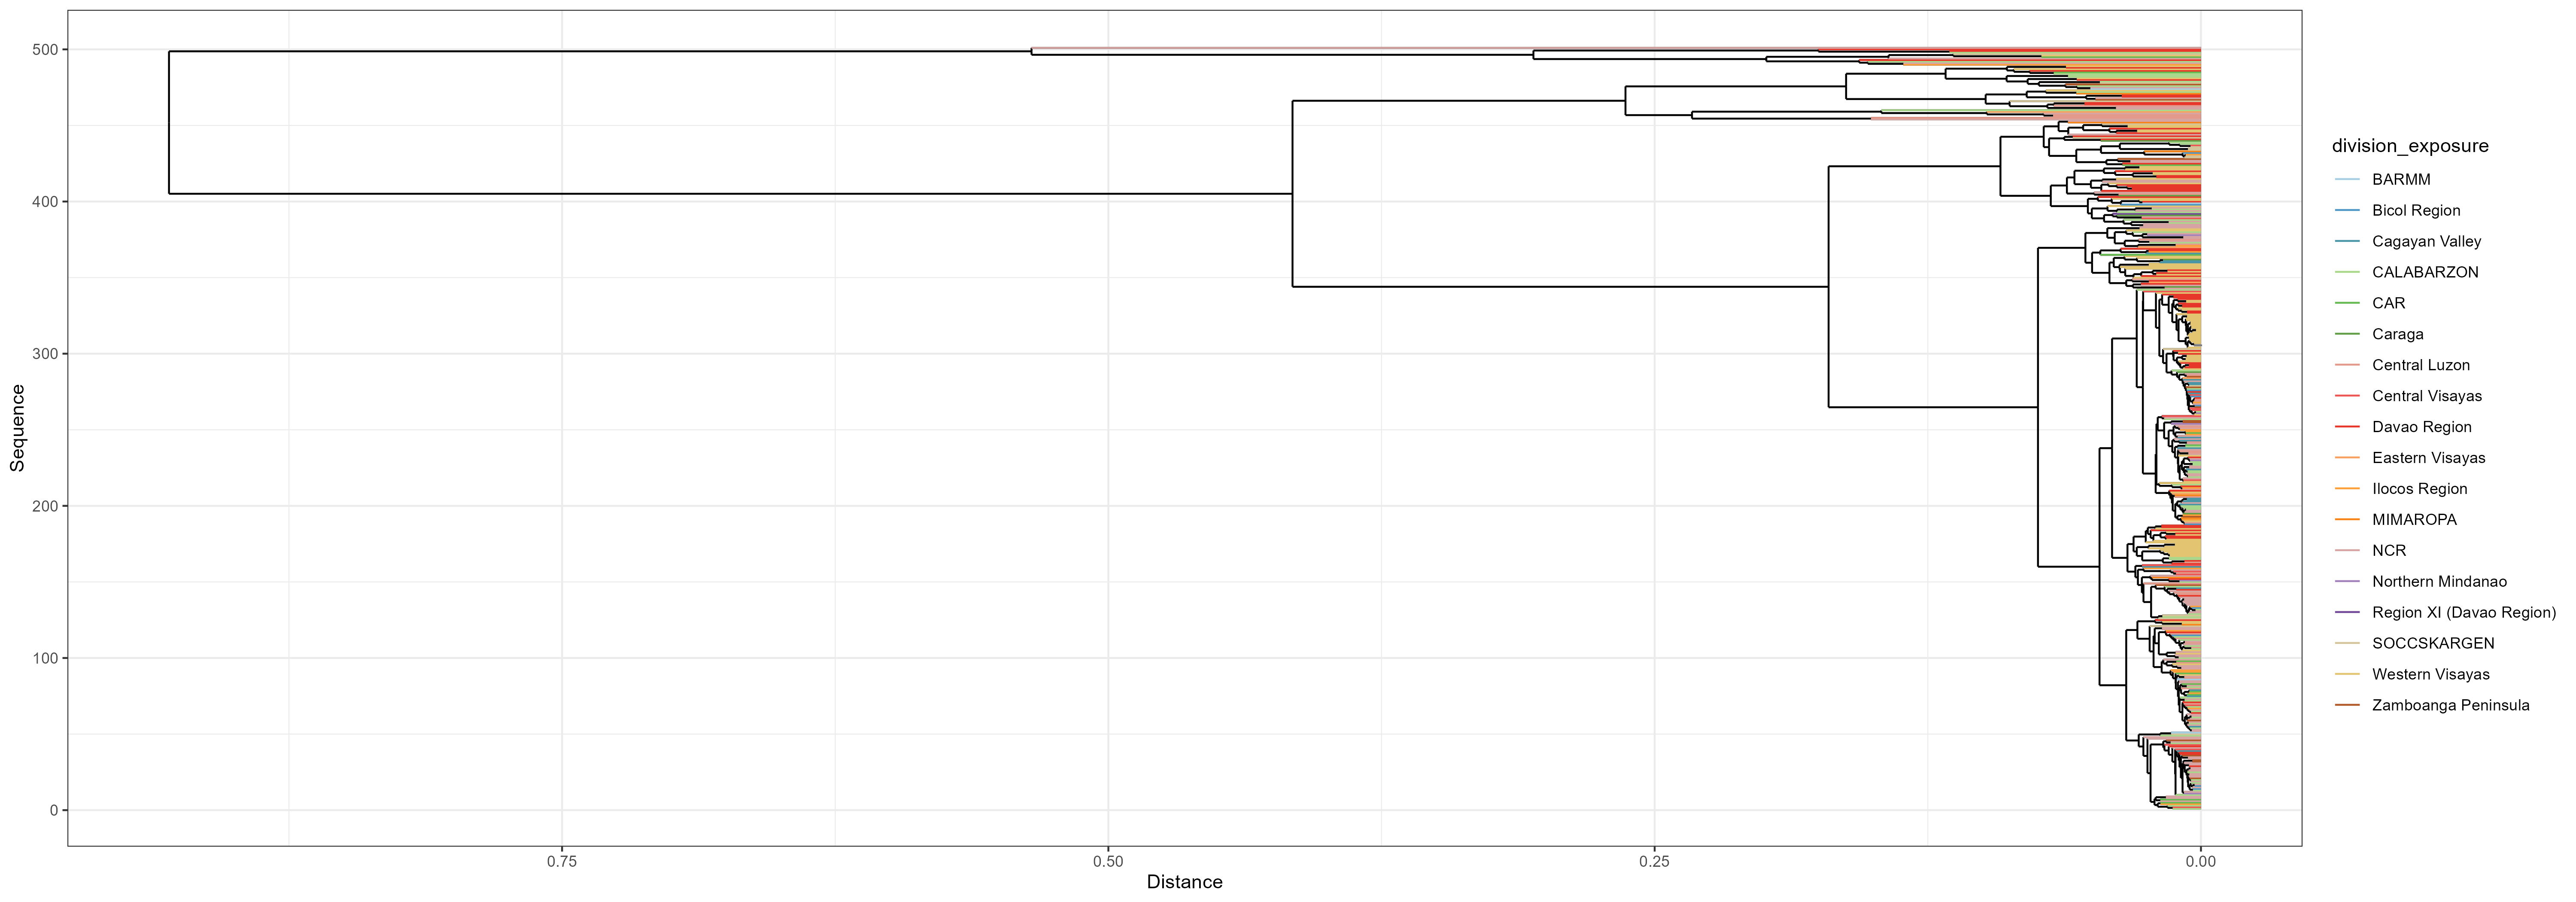 500
400
300
200
100
0
Sequence
0.75
0.50
0.25
0.00
Distance
division_exposure
BARMM
Bicol Region
Cagayan Valley
CALABARZON
CAR
Caraga
Central Luzon
Central Visayas
Davao Region
Eastern Visayas
Ilocos Region
MIMAROPA
NCR
Northern Mindanao
Region XI (Davao Region)
SOCCSKARGEN
Western Visayas
Zamboanga Peninsula